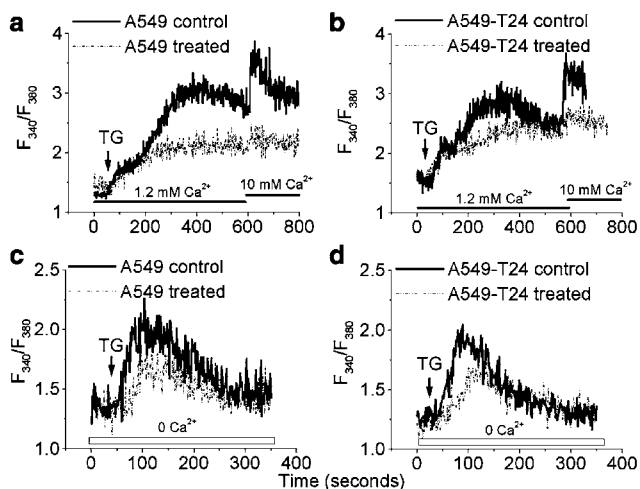 a
A549 control
A549 treated
F340/F380
4
3
2
1
TG
1.2 mM Ca2+
10 mM Ca2+
0 200 400 600 800
b
A549-T24 control
A549-T24 treated
F340/F380
4
3
2
1
TG
1.2 mM Ca2+
10 mM Ca2+
0 200 400 600 800
c
A549 control
A549 treated
F340/F380
2.5
2.0
1.5
1.0
TG
0 Ca2+
0 100 200 300 400
d
A549-T24 control
A549-T24 treated
F340/F380
2.5
2.0
1.5
1.0
TG
0 Ca2+
0 100 200 300 400
Time (seconds)